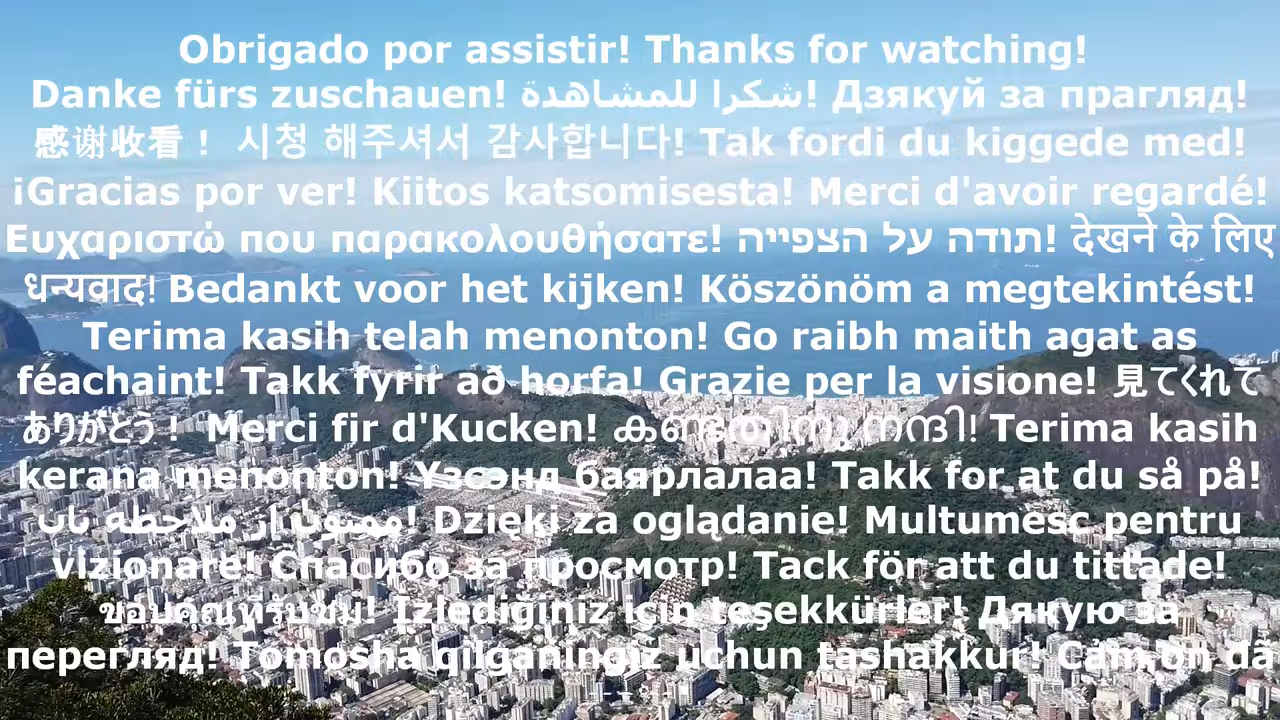 Obrigado por assistir! Thanks for watching!
Danke fürs zuschauen! شكرا للمشاهدة! Дзякуй за прагляд!
感谢收看！ 시청 해주셔서 감사합니다! Tak fordi du kiggede med!
¡Gracias por ver! Kiitos katsomisesta! Merci d'avoir regardé!
Ευχαριστώ που παρακολουθήσατε! תודה על הצפייה! देखने के लिए
धन्यवाद! Bedankt voor het kijken! Köszönöm a megtekintést!
Terima kasih telah menonton! Go raibh maith agat as
féachaint! Takk fyrir að horfa! Grazie per la visione! 見てくれて
ありがとう！ Merci fir d'Kucken! കണ്ടതിനു നന്ദി! Terima kasih
kerana menonton! Үзсэнд баярлалаа! Takk for at du så på!
ممنون از ملاحظه باب! Dzięki za oglądanie! Multumesc pentru
vizionare! Спасибо за просмотр! Tack för att du tittade!
ขอบคุณที่รับชม! Izlediğiniz için teşekkürler! Дякую за
перегляд! Tomosha qilganingiz uchun tashakkur! Cảm ơn đã